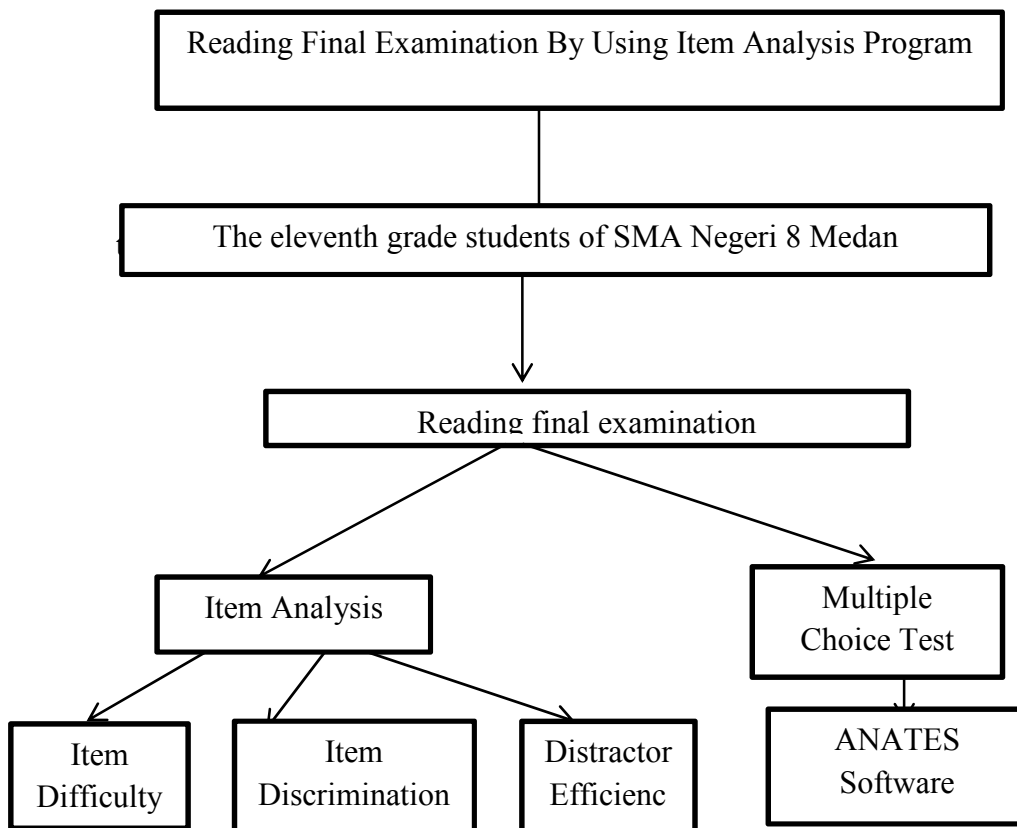 Reading Final Examination By Using Item Analysis Program
The eleventh grade students of SMA Negeri 8 Medan
Reading final examination
Item Analysis
Multiple
Choice Test
Item
Difficulty
Item
Discrimination
Distractor
Efficienc
ANATES
Software